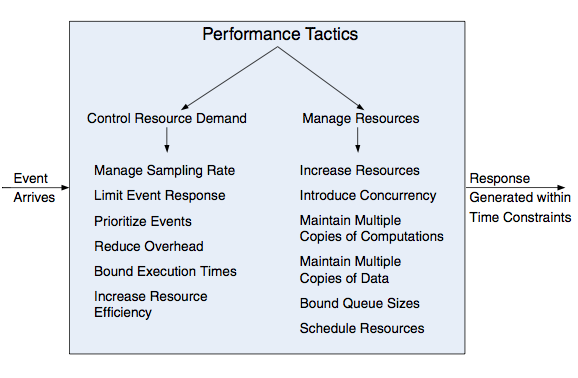 Performance Tactics
Control Resource Demand
Manage Sampling Rate
Limit Event Response
Prioritize Events
Reduce Overhead
Bound Execution Times
Increase Resource
Efficiency
Manage Resources
Increase Resources
Introduce Concurrency
Maintain Multiple
Copies of Computations
Maintain Multiple
Copies of Data
Bound Queue Sizes
Schedule Resources
Event
Arrives
Response
Generated within
Time Constraints